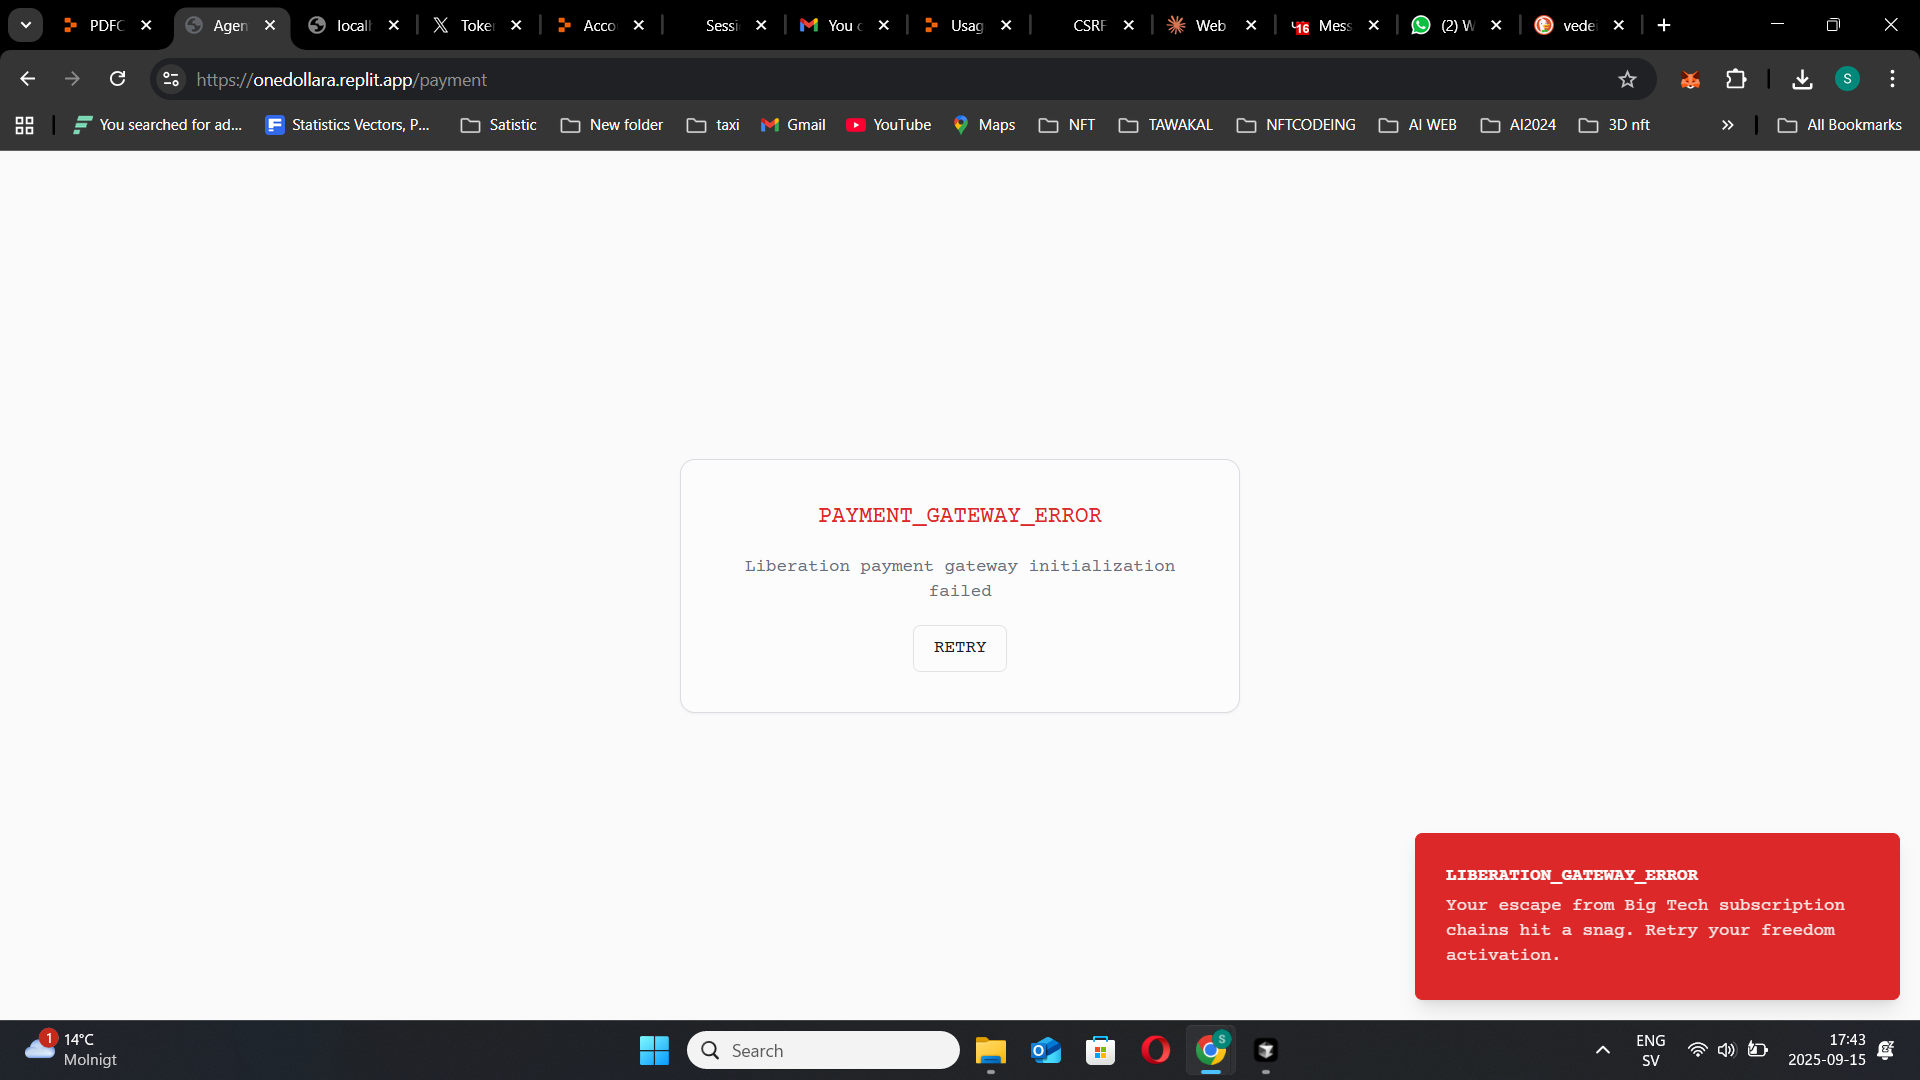 PDFC
Agen
localh
Toke
Acco
Sessi
You c
Usag
CSRF
Web
16
Mess
(2) W
vede
https://onedollara.replit.app/payment
S
You searched for ad...
Statistics Vectors, P...
Satistic
New folder
taxi
Gmail
YouTube
Maps
NFT
TAWAKAL
NFTCODEING
AI WEB
AI2024
3D nft
All Bookmarks
PAYMENT_GATEWAY_ERROR
Liberation payment gateway initialization
failed
RETRY
LIBERATION_GATEWAY_ERROR
Your escape from Big Tech subscription
chains hit a snag. Retry your freedom
activation.
1
14°C
Molnigt
Search
S
ENG
SV
17:43
2025-09-15